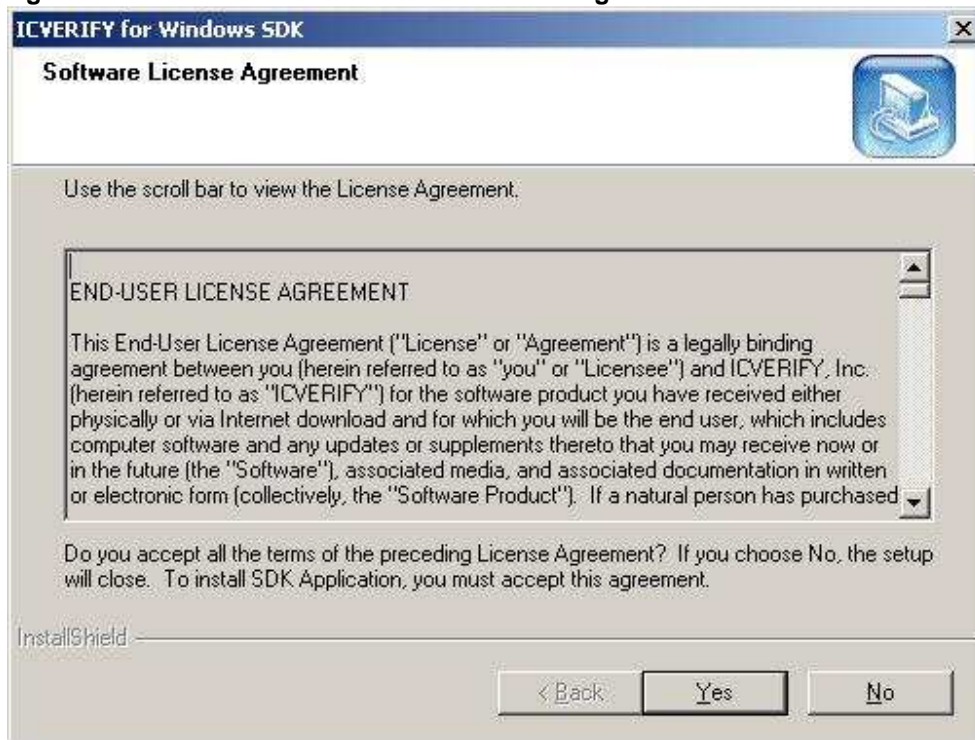 ICVERIFY for Windows SDK
Software License Agreement
Use the scroll bar to view the License Agreement.
END-USER LICENSE AGREEMENT
This End-User License Agreement ("License" or "Agreement") is a legally binding
agreement between you (herein referred to as "you" or "Licensee") and ICVERIFY, Inc.
(herein referred to as "ICVERIFY") for the software product you have received either
physically or via Internet download and for which you will be the end user, which includes
computer software and any updates or supplements thereto that you may receive now or
in the future (the "Software"), associated media, and associated documentation in written
or electronic form (collectively, the "Software Product"). If a natural person has purchased
Do you accept all the terms of the preceding License Agreement? If you choose No, the setup
will close. To install SDK Application, you must accept this agreement.
InstallShield
< Back
Yes
No